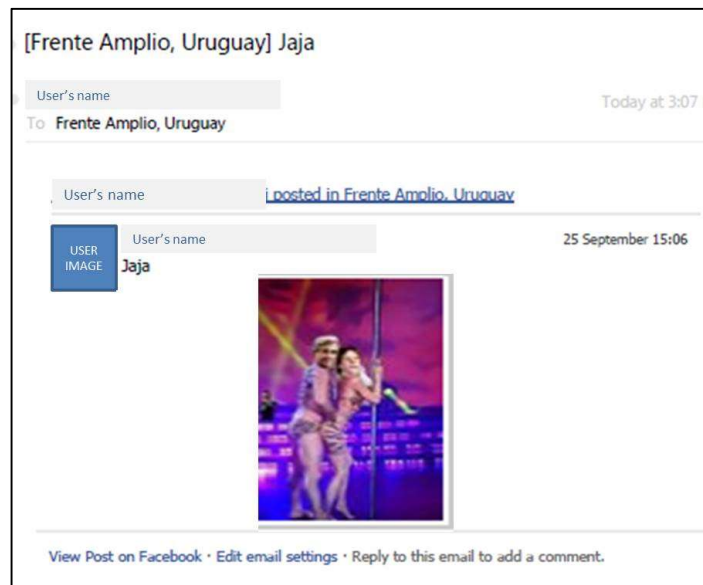 [Frente Amplio, Uruguay] Jaja
User's name
Today at 3:07
To Frente Amplio, Uruguay
User's name
i posted in Frente Amplio, Uruguay
USER IMAGE
User's name
25 September 15:06
Jaja
View Post on Facebook · Edit email settings · Reply to this email to add a comment.